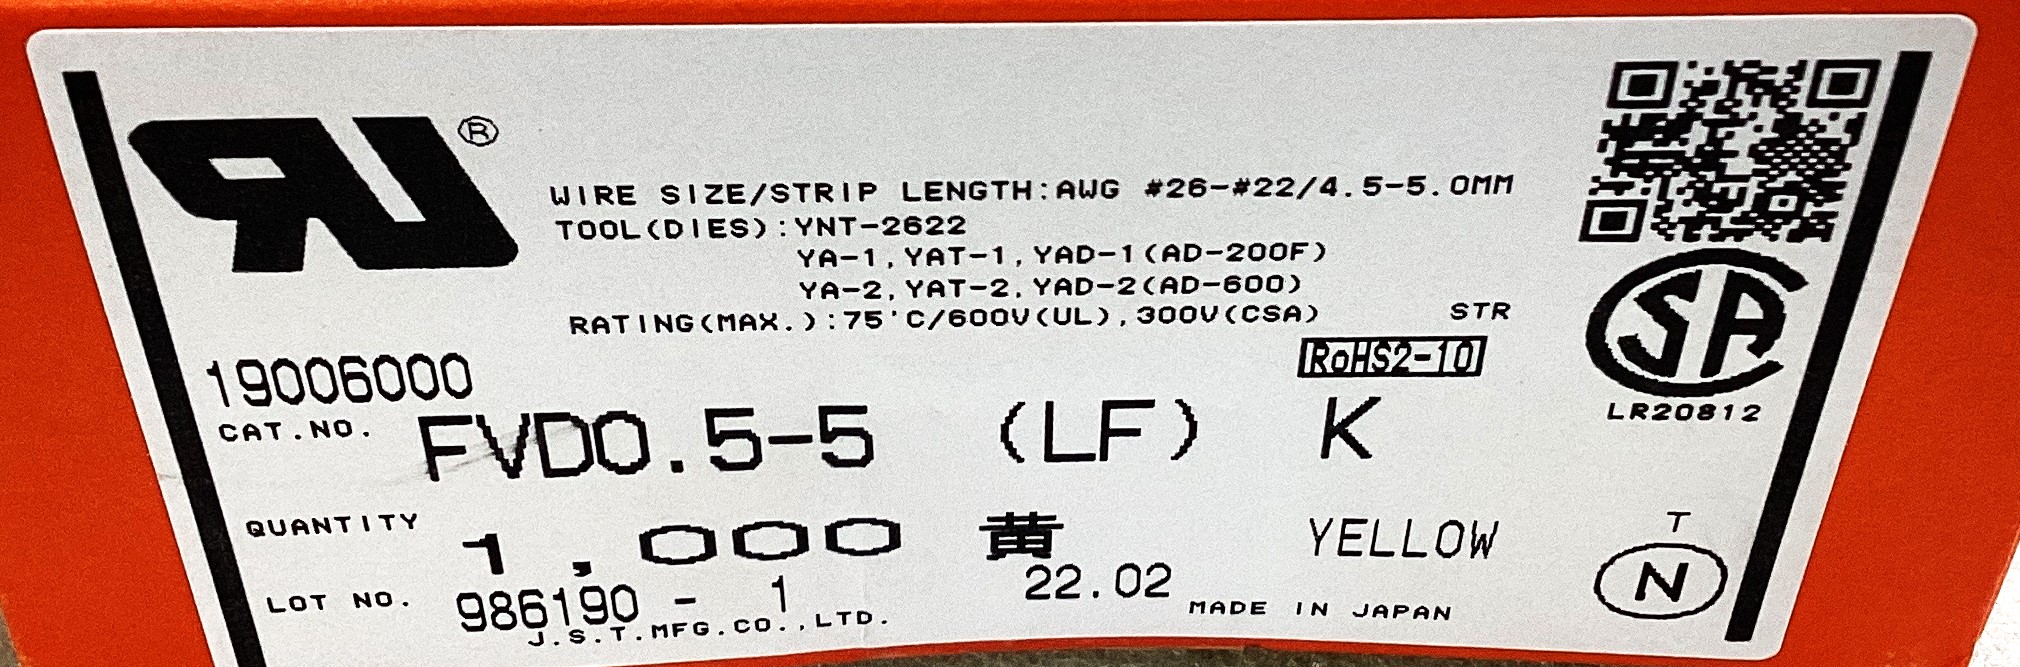 ®
WIRE SIZE/STRIP LENGTH:AWG #26-#22/4.5-5.0MM
TOOL(DIES):YNT-2622
YA-1,YAT-1,YAD-1(AD-200F)
YA-2,YAT-2,YAD-2(AD-600)
RATING(MAX.):75'C/600V(UL),300V(CSA) STR
RoHS2-10
19006000
SA
LR20812
CAT.NO. FVD0.5-5 (LF) K
QUANTITY 1,000 黄 YELLOW
T
N
LOT NO. 986190 - 1 22.02
J.S.T.MFG.CO.,LTD. MADE IN JAPAN